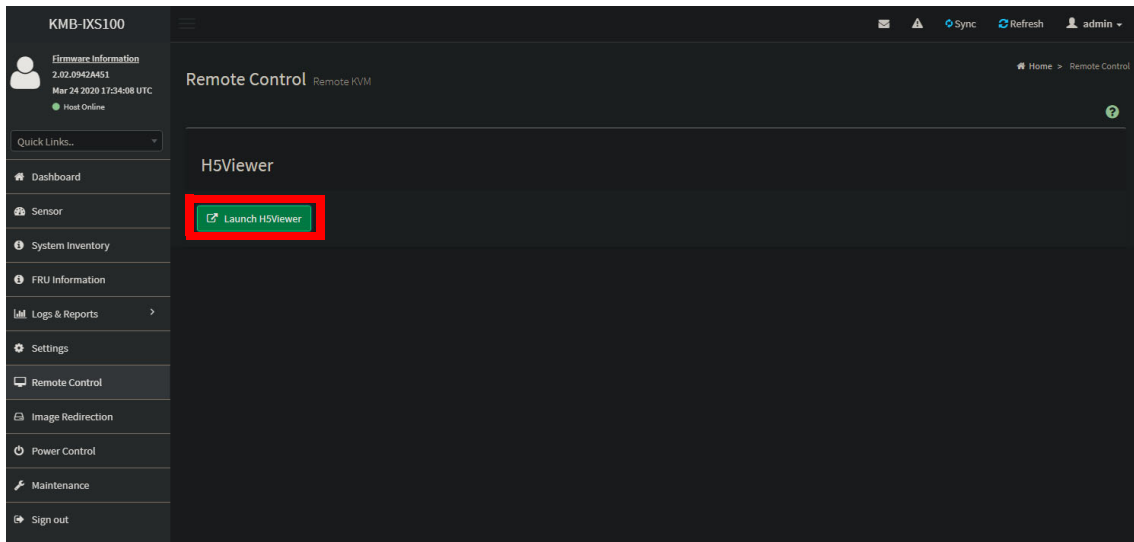 KMB-IXS100
Sync
Refresh
admin
Firmware Information
2.02.0942A451
Mar 24 2020 17:34:08 UTC
Host Online
Quick Links..
Dashboard
Sensor
System Inventory
FRU Information
Logs & Reports
Settings
Remote Control
Image Redirection
Power Control
Maintenance
Sign out
Remote Control Remote KVM
Home > Remote Control
H5Viewer
Launch H5Viewer